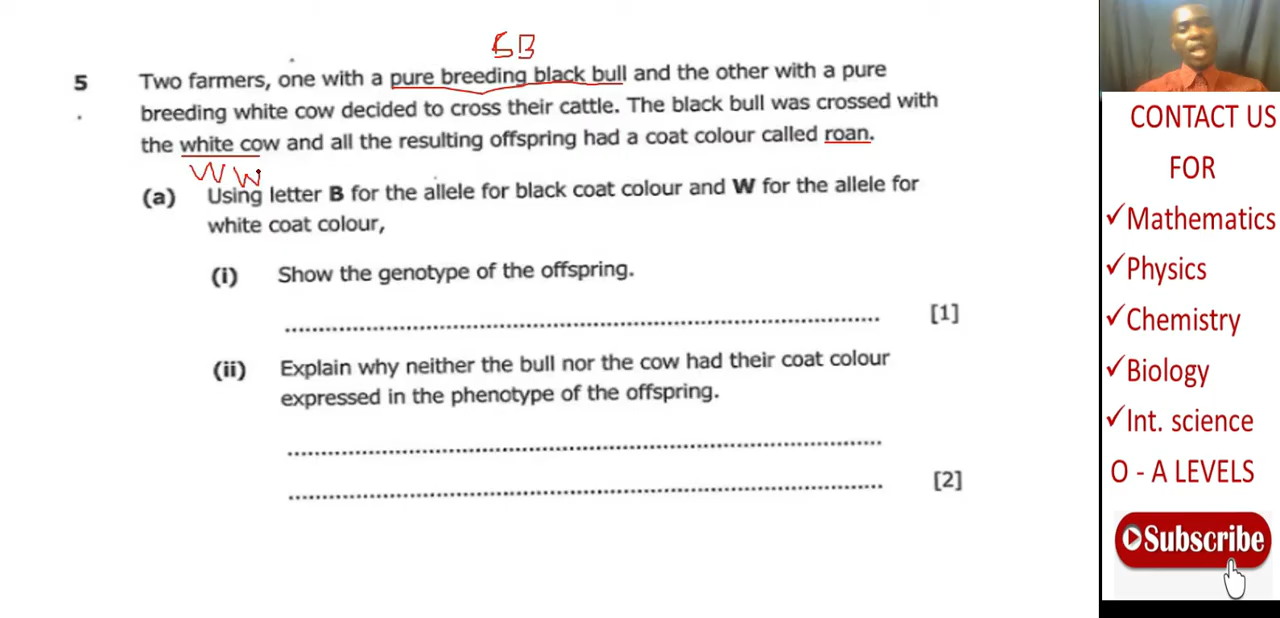 BB
5 Two farmers, one with a pure breeding black bull and the other with a pure
breeding white cow decided to cross their cattle. The black bull was crossed with
the white cow and all the resulting offspring had a coat colour called roan.
WW
(a) Using letter B for the allele for black coat colour and W for the allele for
white coat colour,
(i) Show the genotype of the offspring.
[1]
(ii) Explain why neither the bull nor the cow had their coat colour
expressed in the phenotype of the offspring.
[2]
CONTACT US
FOR
✓Mathematics
✓Physics
✓Chemistry
✓Biology
✓Int. science
O - A LEVELS
Subscribe